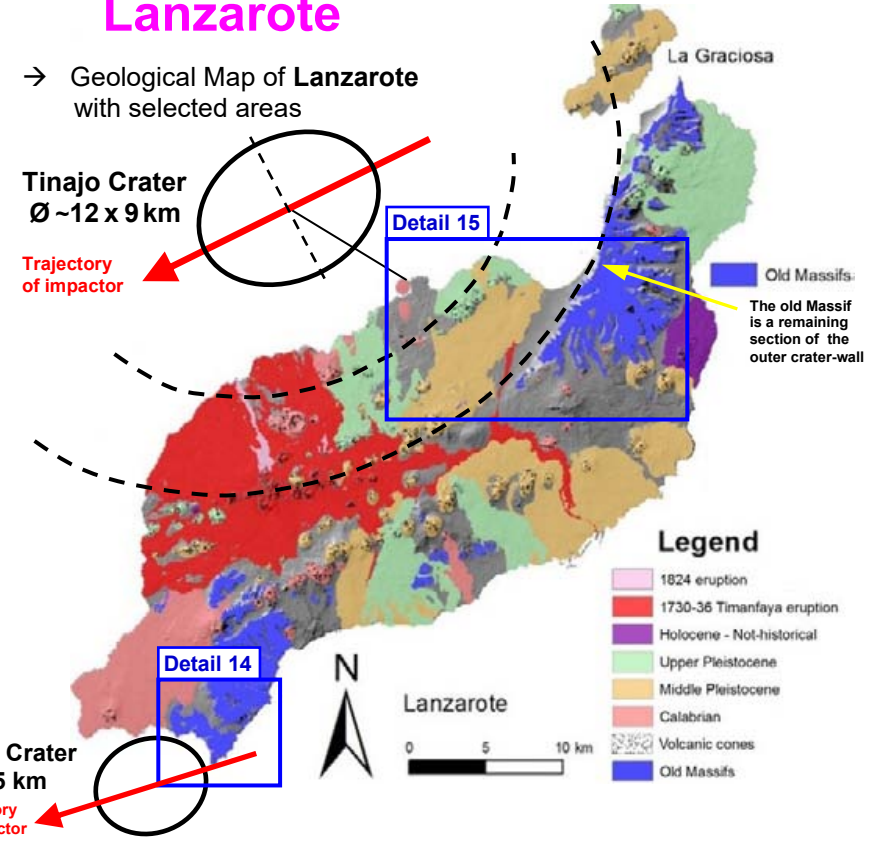 Lanzarote
→ Geological Map of Lanzarote
with selected areas
La Graciosa
Tinajo Crater
Ø ~12 x 9 km
Detail 15
Trajectory
of impactor
Old Massifs
The old Massif
is a remaining
section of the
outer crater-wall
Legend
1824 eruption
1730-36 Timanfaya eruption
Holocene - Not-historical
Upper Pleistocene
Middle Pleistocene
Calabrian
Volcanic cones
Old Massifs
Detail 14
N
Lanzarote
0 5 10 km
Crater
5 km
ory
ctor